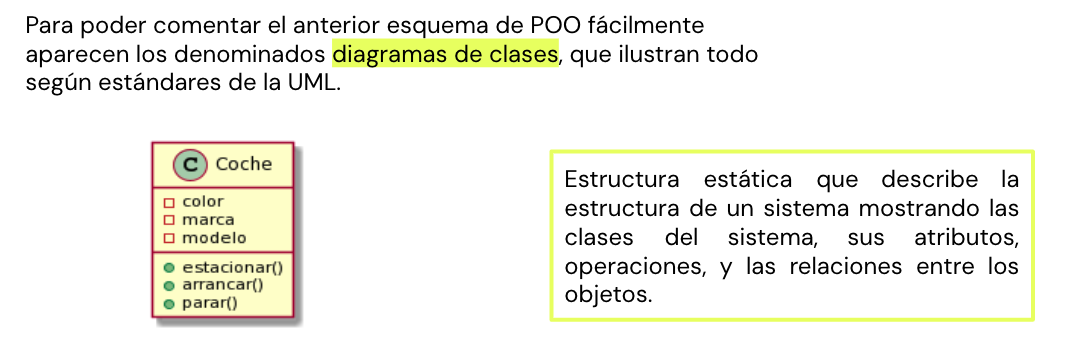 Para poder comentar el anterior esquema de POO fácilmente
aparecen los denominados diagramas de clases, que ilustran todo
según estándares de la UML.
C Coche
color
marca
modelo
estacionar()
arrancar()
parar()
Estructura estática que describe la
estructura de un sistema mostrando las
clases del sistema, sus atributos,
operaciones, y las relaciones entre los
objetos.